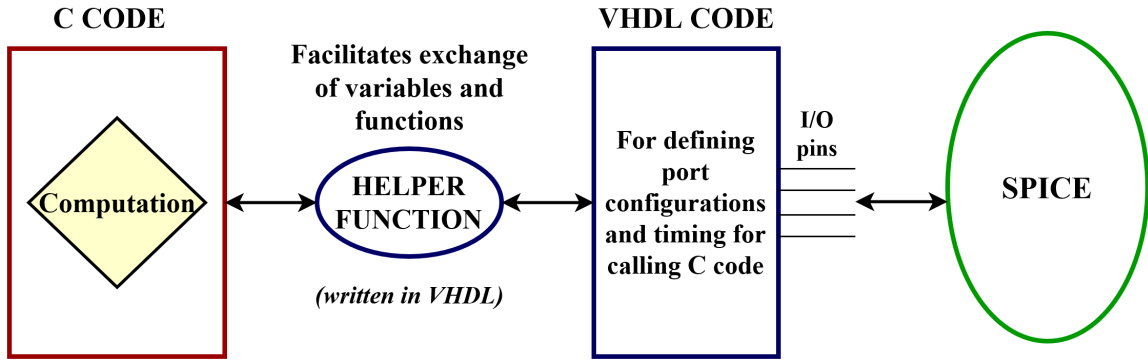 C CODE
Computation
Facilitates exchange
of variables and
functions
HELPER
FUNCTION
(written in VHDL)
VHDL CODE
For defining
port
configurations
and timing for
calling C code
I/O
pins
SPICE